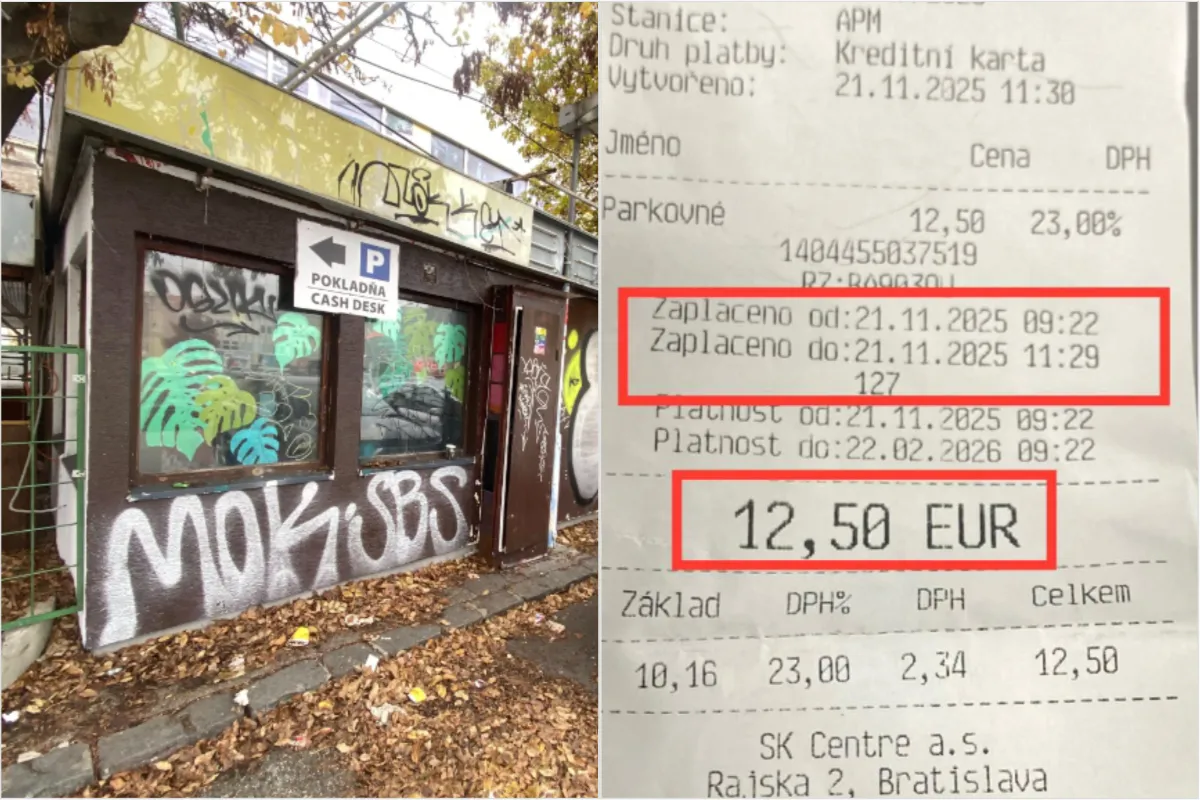 P
POKLADŇA
CASH DESK
MOK SBS
Stanice: APM
Druh platby: Kreditní karta
Vytvořeno: 21.11.2025 11:30
Jméno Cena DPH
Parkovné 12,50 23,00%
1404455037519
Zaplaceno od:21.11.2025 09:22
Zaplaceno do:21.11.2025 11:29
127
Platnost od:21.11.2025 09:22
Platnost do:22.02.2026 09:22
12,50 EUR
Základ DPH% DPH Celkem
10,16 23,00 2,34 12,50
SK Centre a.s.
Rajska 2, Bratislava